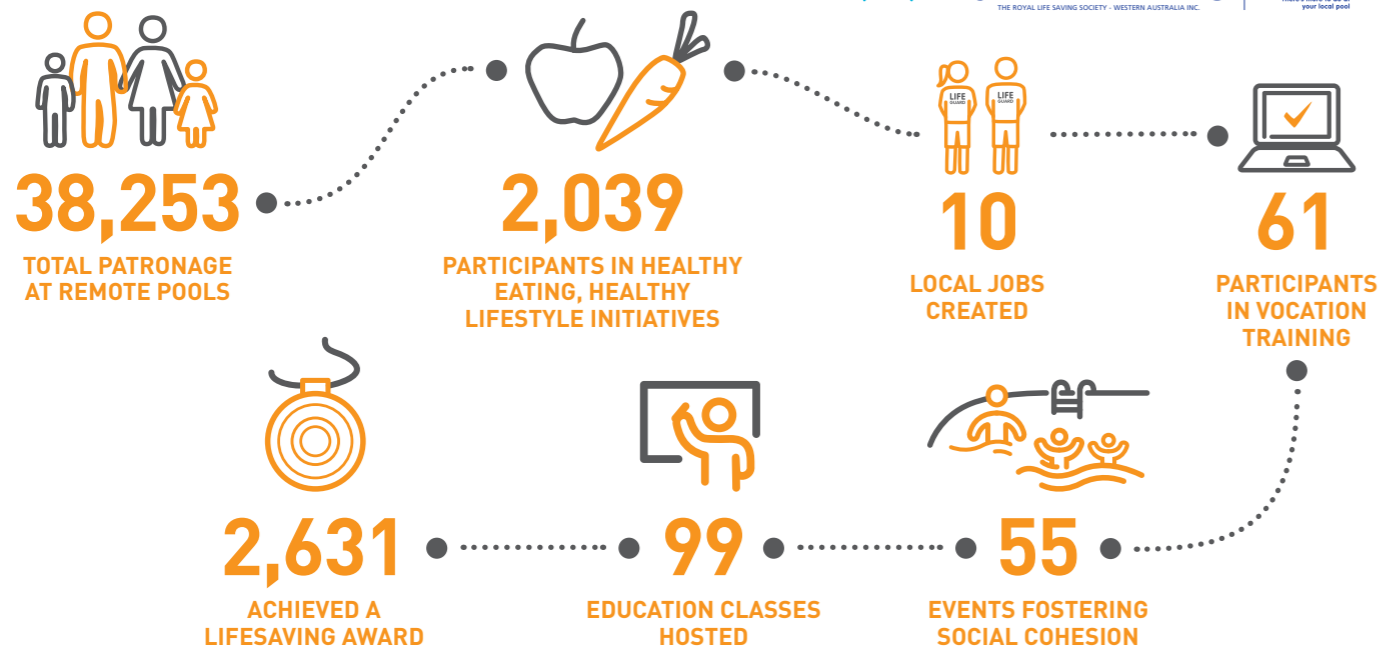 THE ROYAL LIFE SAVING SOCIETY - WESTERN AUSTRALIA INC.
your local pool
38,253
TOTAL PATRONAGE
AT REMOTE POOLS
2,039
PARTICIPANTS IN HEALTHY
EATING, HEALTHY
LIFESTYLE INITIATIVES
LIFE
GUARD
LIFE
GUARD
10
LOCAL JOBS
CREATED
61
PARTICIPANTS
IN VOCATION
TRAINING
2,631
ACHIEVED A
LIFESAVING AWARD
99
EDUCATION CLASSES
HOSTED
55
EVENTS FOSTERING
SOCIAL COHESION